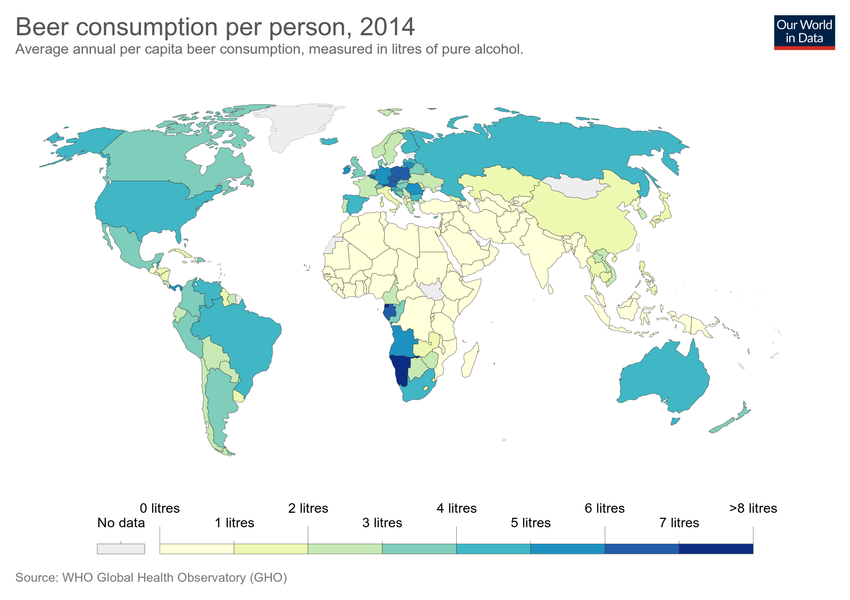 Beer consumption per person, 2014
Average annual per capita beer consumption, measured in litres of pure alcohol.
Our World
in Data
0 litres
2 litres
4 litres
6 litres
>8 litres
No data
1 litres
3 litres
5 litres
7 litres
Source: WHO Global Health Observatory (GHO)